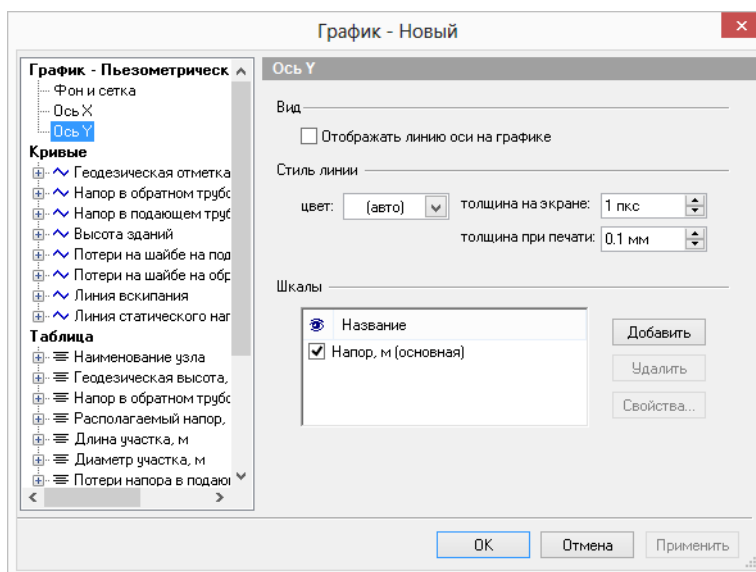 График - Новый
График - Пьезометрическ
Фон и сетка
Ось X
Ось Y
Кривые
Геодезическая отметка
Напор в обратном трубо
Напор в подающем труб
Высота зданий
Потери на шайбе на под
Потери на шайбе на обр
Линия вскипания
Линия статического наг
Таблица
Наименование узла
Геодезическая высота,
Напор в обратном трубо
Располагаемый напор,
Длина участка, м
Диаметр участка, м
Потери напора в подаю
Ось Y
Вид
Отображать линию оси на графике
Стиль линии
цвет: (авто) толщина на экране: 1 пкс
толщина при печати: 0.1 мм
Шкалы
Название
Напор, м (основная)
Добавить
Удалить
Свойства...
OK Отмена Применить